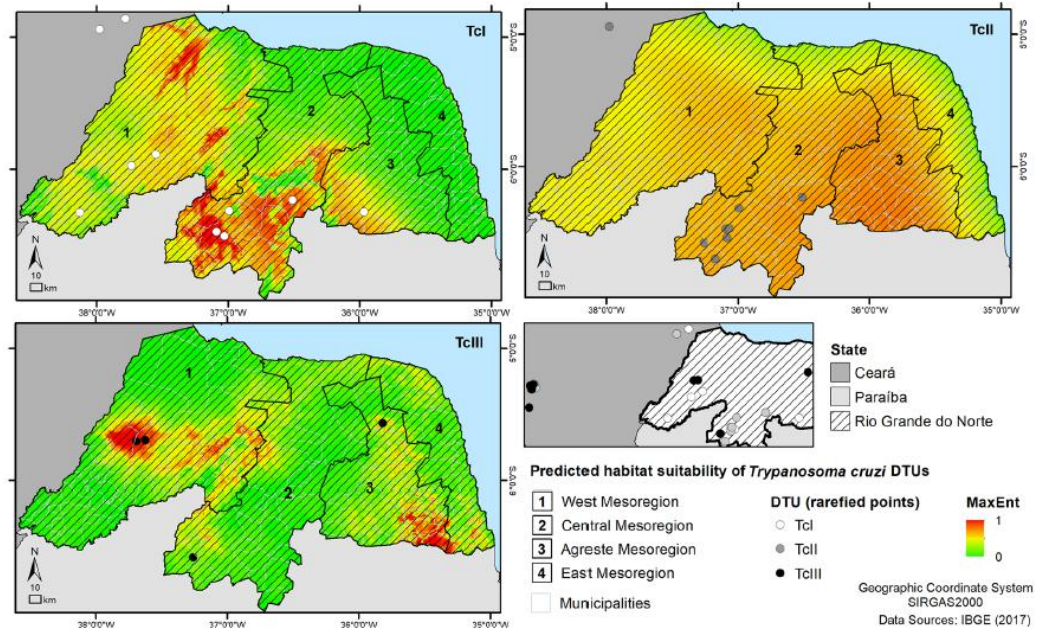 TcI
1
2
3
4
5°0'0"S
6°0'0"S
N
10
km
38°0'0"W
37°0'0"W
36°0'0"W
35°0'0"W
TcII
1
2
3
4
5°0'0"S
6°0'0"S
N
10
km
38°0'0"W
37°0'0"W
36°0'0"W
35°0'0"W
TcIII
1
2
3
4
5°0'0"S
6°0'0"S
N
10
km
38°0'0"W
37°0'0"W
36°0'0"W
35°0'0"W
State
Ceará
Paraíba
Rio Grande do Norte
Predicted habitat suitability of Trypanosoma cruzi DTUs
1 West Mesoregion
2 Central Mesoregion
3 Agreste Mesoregion
4 East Mesoregion
Municipalities
DTU (rarefied points)
TcI
TcII
TcIII
MaxEnt
1
0
Geographic Coordinate System
SIRGAS2000
Data Sources: IBGE (2017)